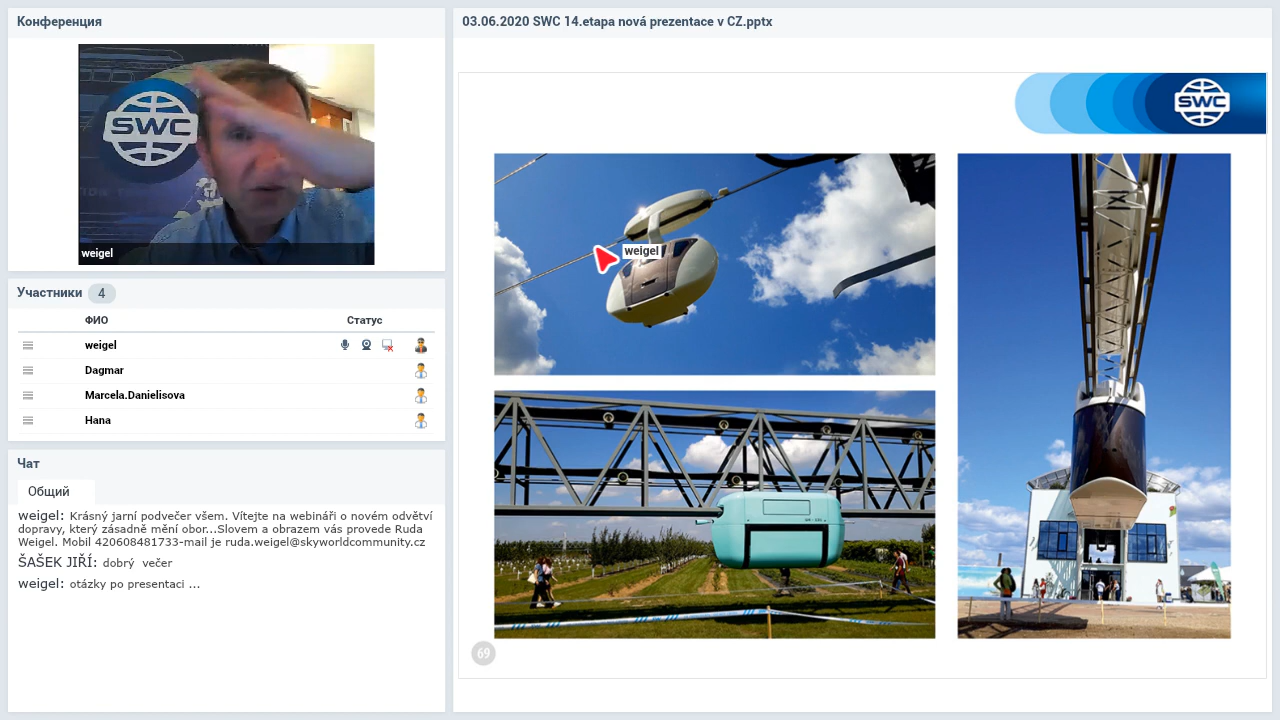 Конференция
SWC
weigel
Участники 4
ФИО Статус
weigel
Dagmar
Marcela.Danielisova
Hana
Чат
Общий
weigel: Krásný jarní podvečer všem. Vítejte na webináři o novém odvětví
dopravy, který zásadně mění obor...Slovem a obrazem vás provede Ruda
Weigel. Mobil 420608481733-mail je ruda.weigel@skyworldcommunity.cz
ŠAŠEK JIŘÍ: dobrý večer
weigel: otázky po presentaci ...
03.06.2020 SWC 14.etapa nová prezentace v CZ.pptx
SWC
weigel
69